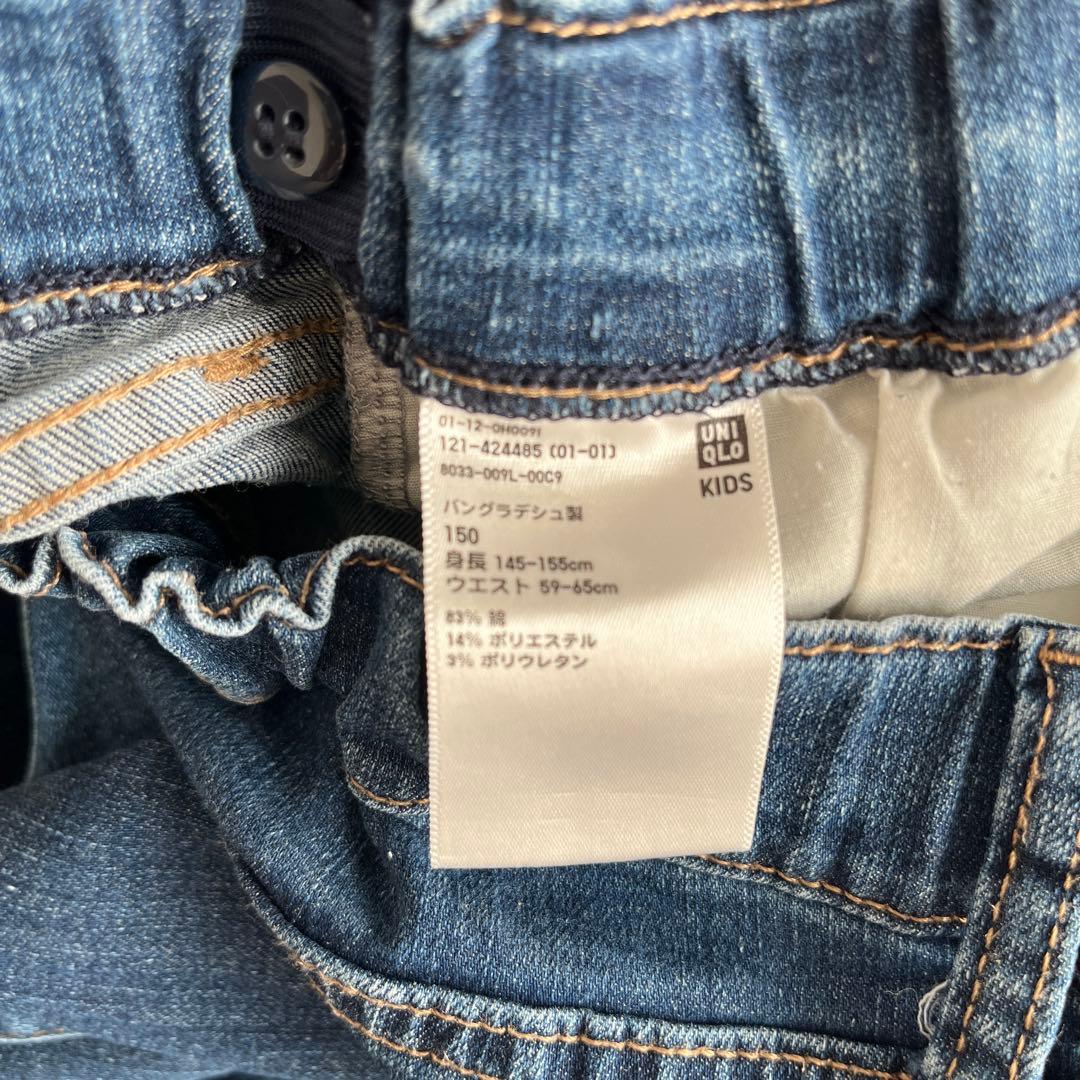 01-12-0H0091
121-424485 (01-01)
8033-009L-00C9
UNI
QLO
KIDS
バングラデシュ製
150
身長 145-155cm
ウエスト 59-65cm
83% 綿
14% ポリエステル
3% ポリウレタン